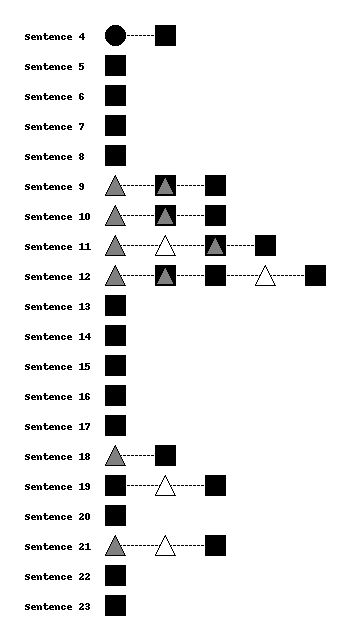 Sentence 4
Sentence 5
Sentence 6
Sentence 7
Sentence 8
Sentence 9
Sentence 10
Sentence 11
Sentence 12
Sentence 13
Sentence 14
Sentence 15
Sentence 16
Sentence 17
Sentence 18
Sentence 19
Sentence 20
Sentence 21
Sentence 22
Sentence 23